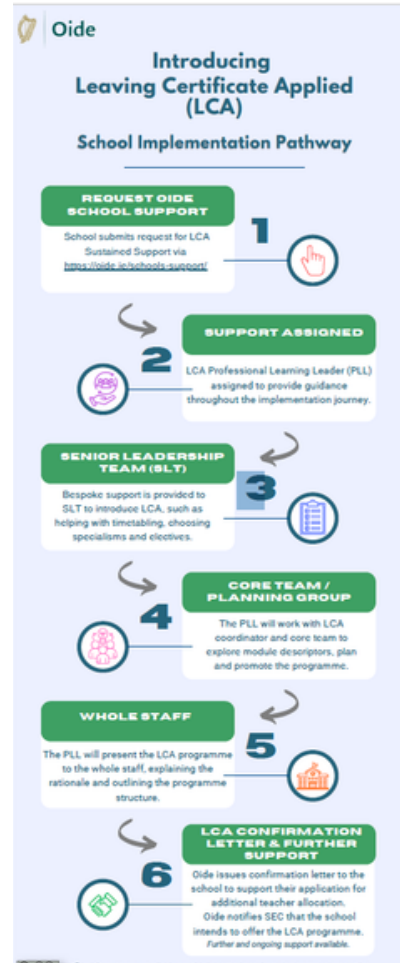 Oide
Introducing
Leaving Certificate Applied
(LCA)
School Implementation Pathway
REQUEST OIDE
SCHOOL SUPPORT
1
School submits request for LCA
Sustained Support via
https://oide.ie/schools-support/
SUPPORT ASSIGNED
2
LCA Professional Learning Leader (PLL)
assigned to provide guidance
throughout the implementation journey.
SENIOR LEADERSHIP
TEAM (SLT)
3
Bespoke support is provided to
SLT to introduce LCA, such as
helping with timetabling, choosing
specialisms and electives.
CORE TEAM /
PLANNING GROUP
4
The PLL will work with LCA
coordinator and core team to
explore module descriptors, plan
and promote the programme.
WHOLE STAFF
5
The PLL will present the LCA programme
to the whole staff, explaining the
rationale and outlining the programme
structure.
LCA CONFIRMATION
LETTER & FURTHER
SUPPORT
6
Oide issues confirmation letter to the
school to support their application for
additional teacher allocation.
Oide notifies SEC that the school
intends to offer the LCA programme.
Further and ongoing support available.